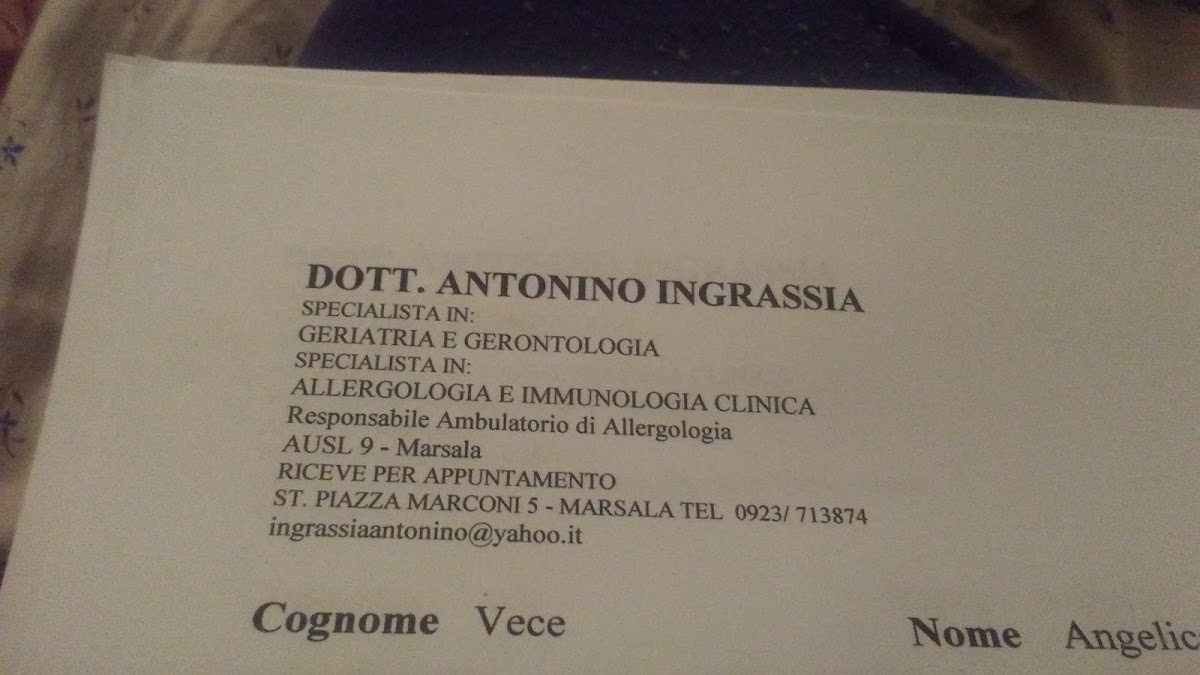 DOTT. ANTONINO INGRASSIA
SPECIALISTA IN:
GERIATRIA E GERONTOLOGIA
SPECIALISTA IN:
ALLERGOLOGIA E IMMUNOLOGIA CLINICA
Responsabile Ambulatorio di Allergologia
AUSL 9 - Marsala
RICEVE PER APPUNTAMENTO
ST. PIAZZA MARCONI 5 - MARSALA TEL 0923/ 713874
ingrassiaantonino@yahoo.it
Cognome Vece Nome